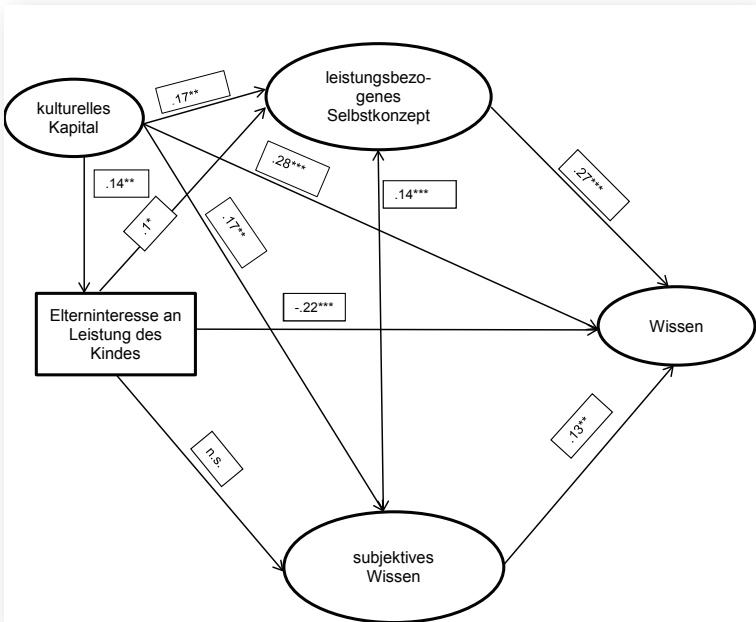 leistungsbezo-
genes
Selbstkonzept
kulturelles
Kapital
.17**
.14**
.1*
.28***
.17**
.14***
.27***
Elterninteresse an
Leistung des
Kindes
-.22***
Wissen
n.s.
.13**
subjektives
Wissen